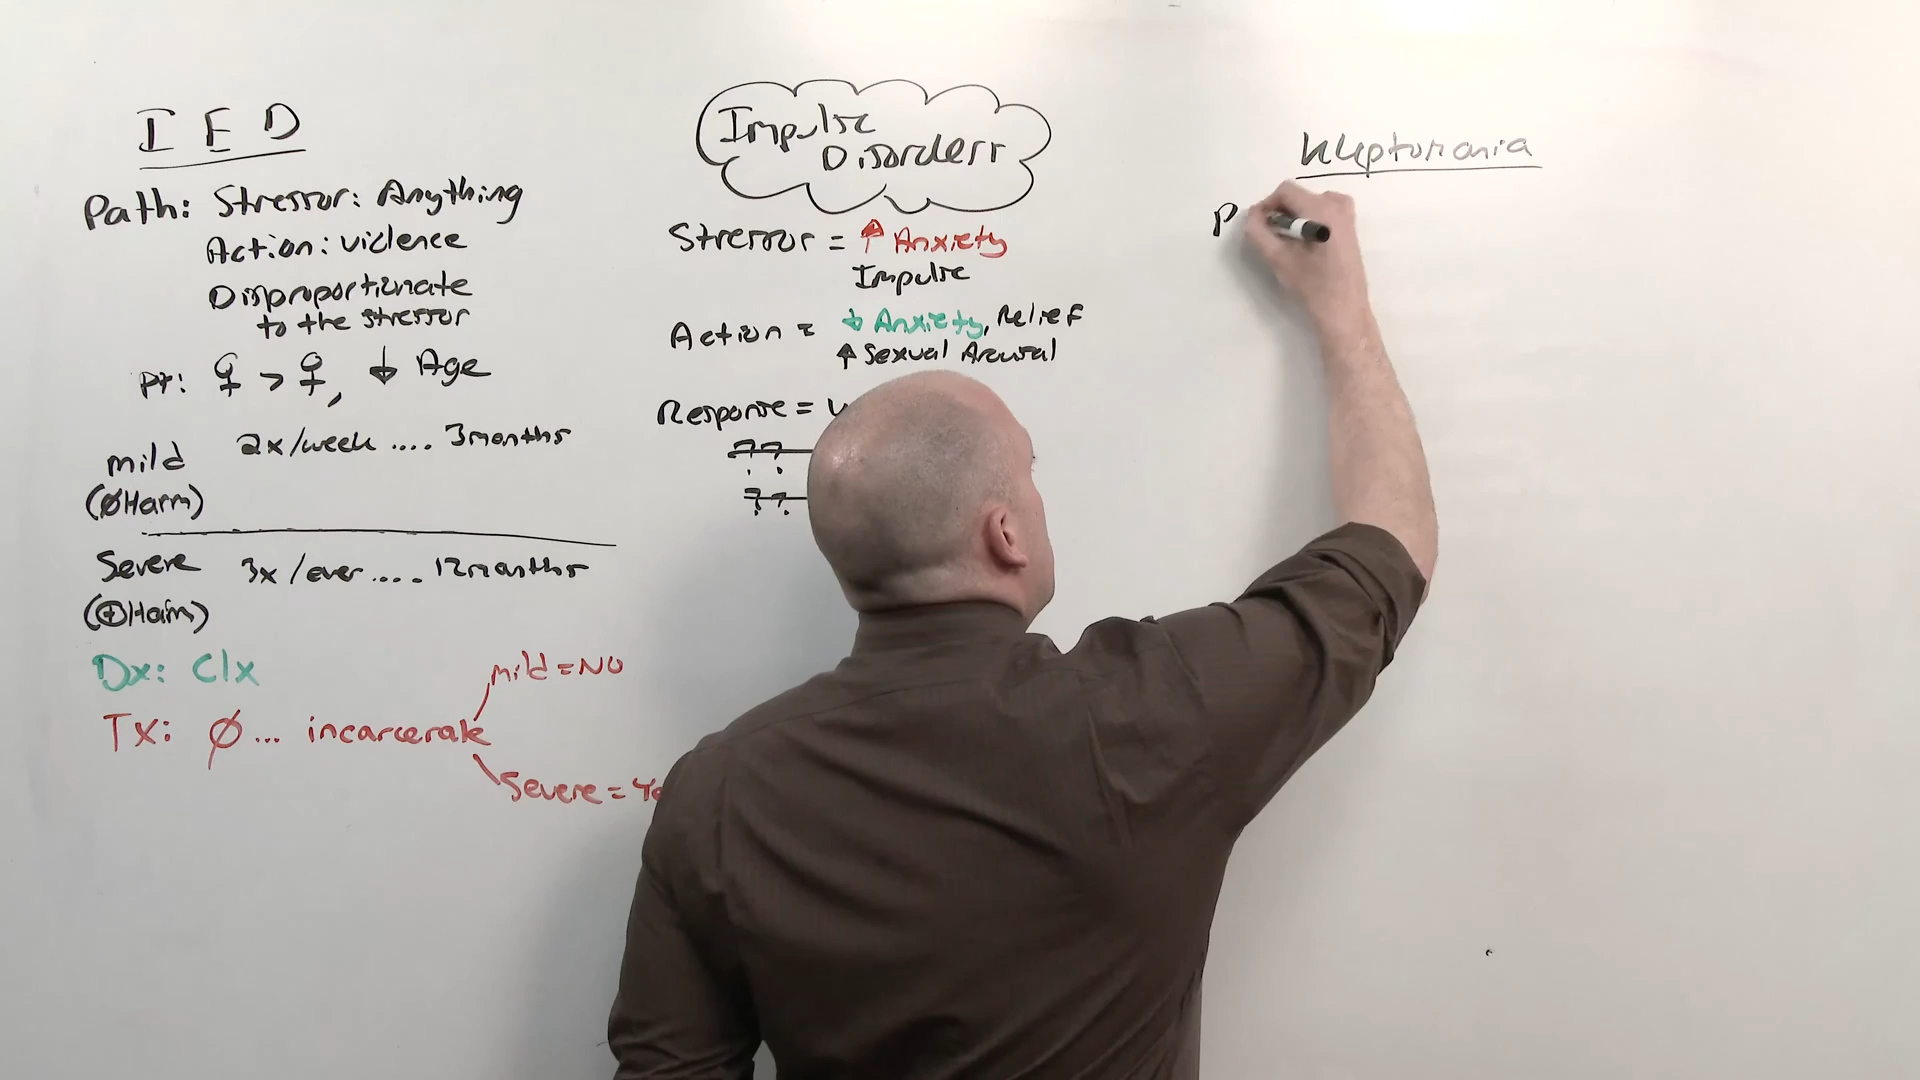 IED
Path: Stressor: Anything
Action: violence
Disproportionate
to the stressor
Pt: ♀ > ♀, ↓ Age
mild 2x/week .... 3months
(ØHarm)
Severe 3x/ever .... 12months
(⊕Harm)
Dx: Clx
Tx: Ø... incarcerate
mild = NO
Severe =
Impulse
Disorders
Stressor = ↑ Anxiety
Impulse
Action = ↓ Anxiety, Relief
↑ Sexual Arousal
Response =
??
??
Kleptomania
P